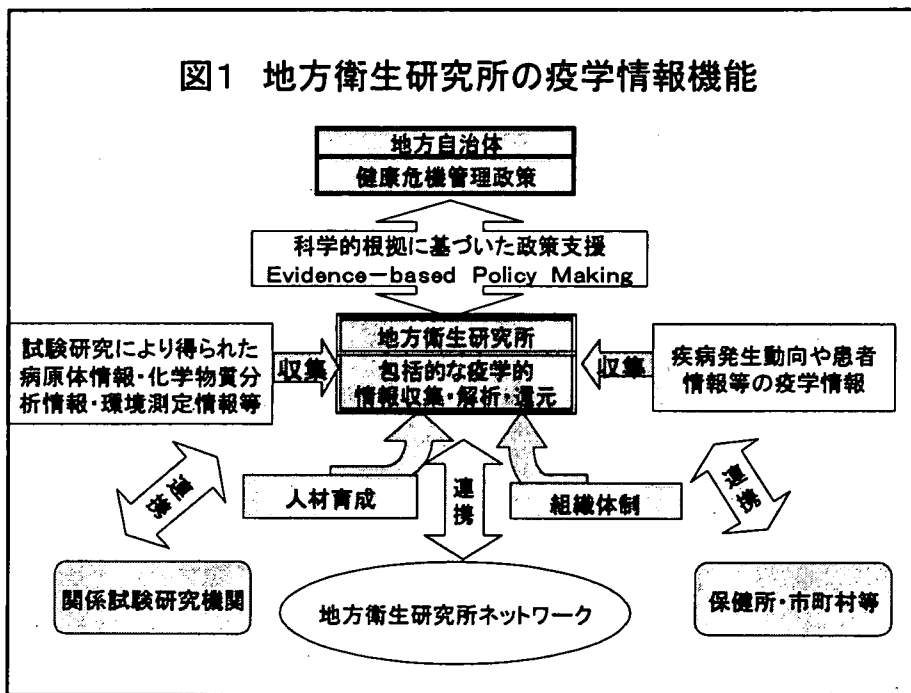 図1 地方衛生研究所の疫学情報機能
地方自治体
健康危機管理政策
科学的根拠に基づいた政策支援
Evidence－based Policy Making
試験研究により得られた
病原体情報・化学物質分
析情報・環境測定情報等
収集
地方衛生研究所
包括的な疫学的
情報収集・解析・還元
収集
疾病発生動向や患者
情報等の疫学情報
連携
人材育成
連携
組織体制
連携
関係試験研究機関
地方衛生研究所ネットワーク
保健所・市町村等